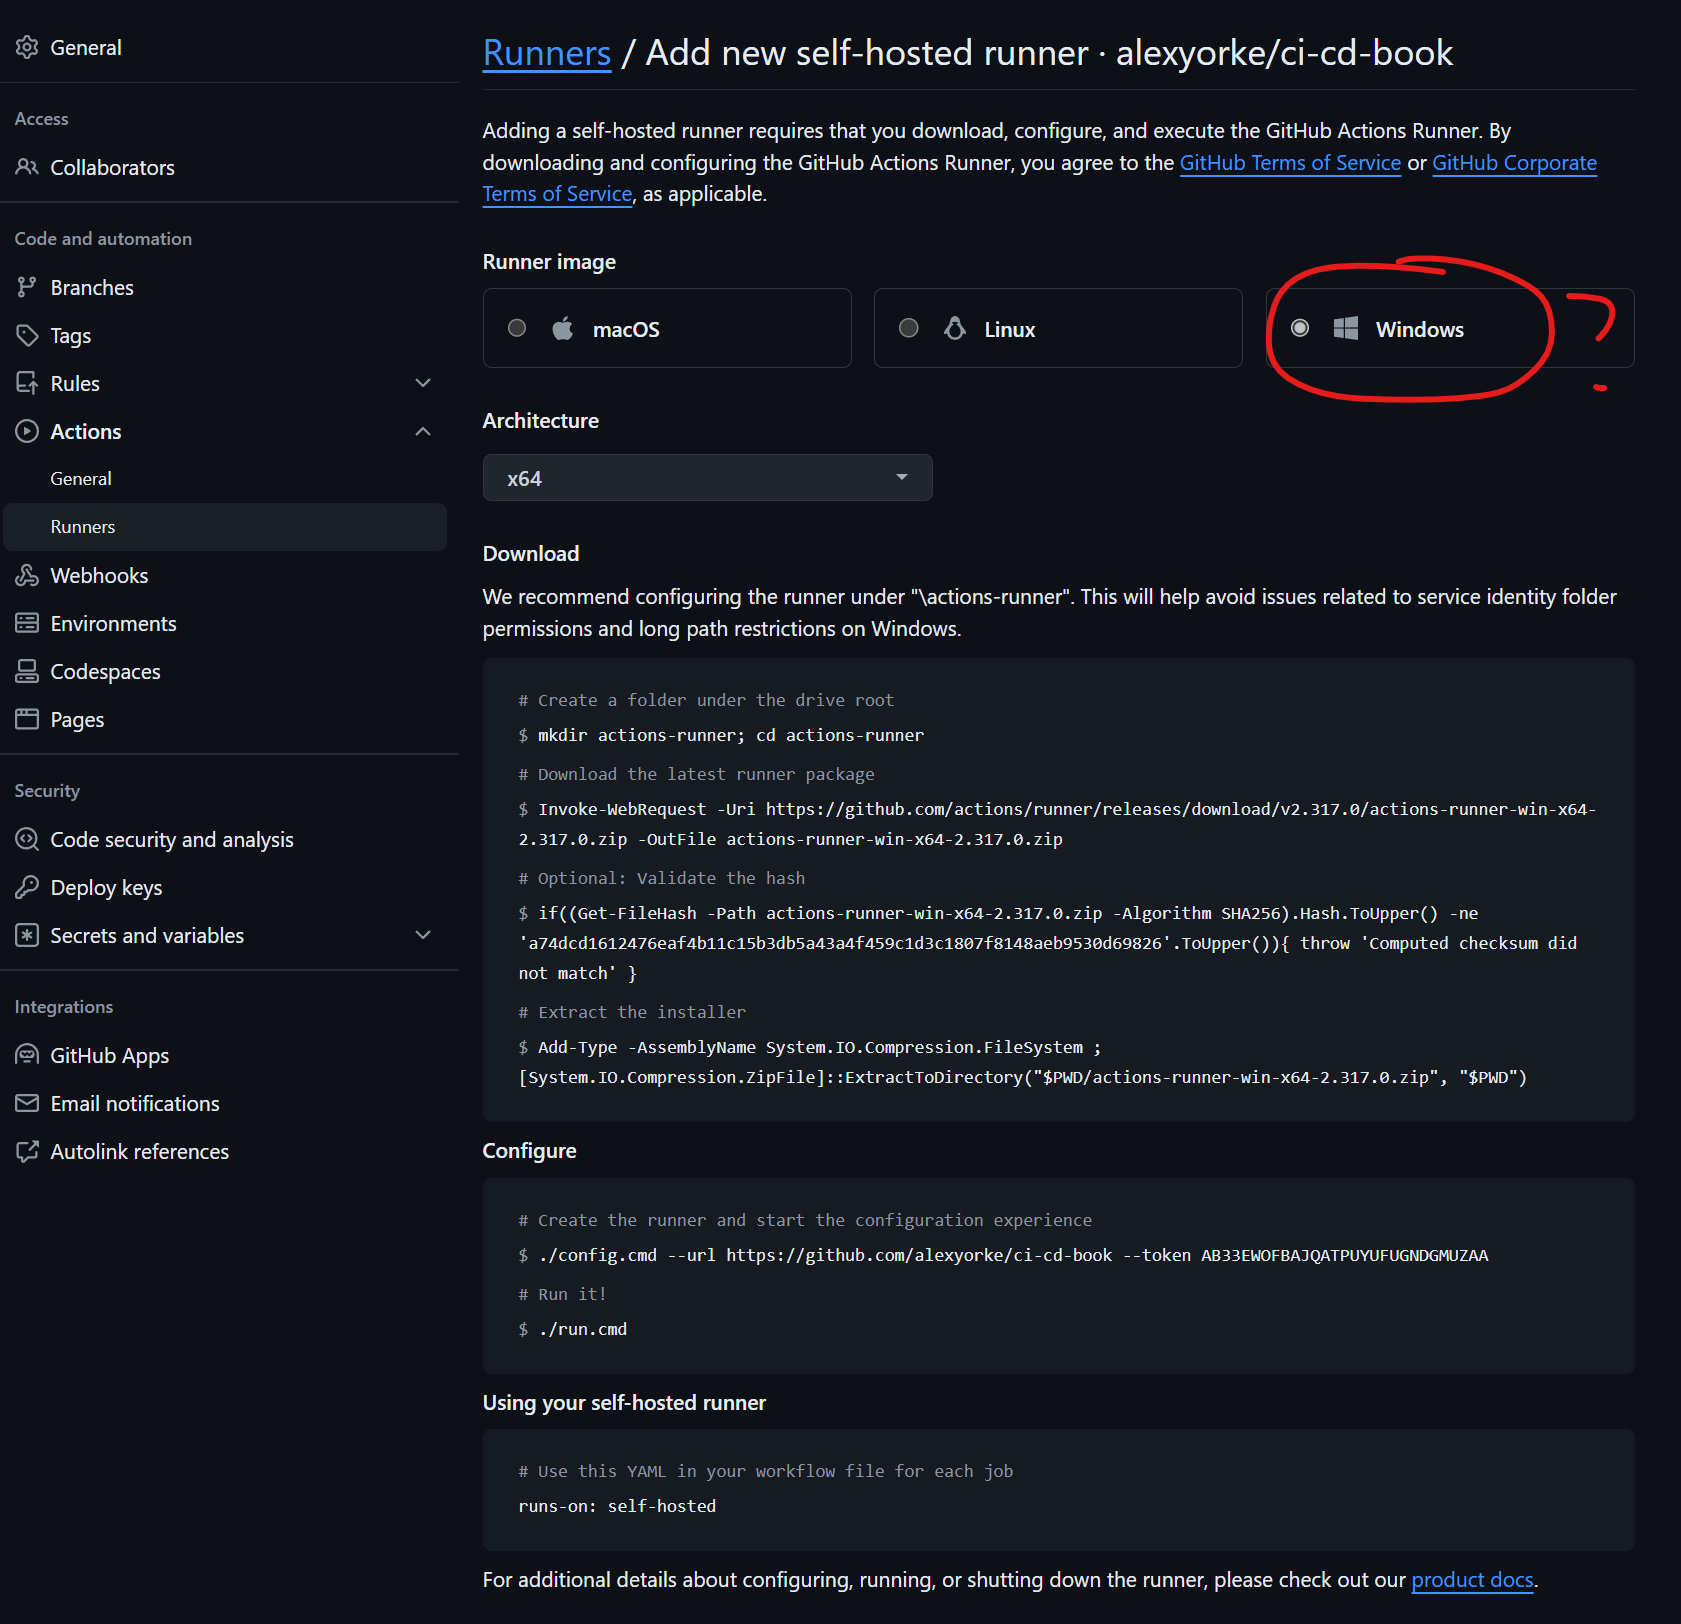 General
Access
Collaborators
Code and automation
Branches
Tags
Rules
Actions
General
Runners
Webhooks
Environments
Codespaces
Pages
Security
Code security and analysis
Deploy keys
Secrets and variables
Integrations
GitHub Apps
Email notifications
Autolink references
Runners / Add new self-hosted runner · alexyorke/ci-cd-book
Adding a self-hosted runner requires that you download, configure, and execute the GitHub Actions Runner. By
downloading and configuring the GitHub Actions Runner, you agree to the GitHub Terms of Service or GitHub Corporate
Terms of Service, as applicable.
Runner image
macOS
Linux
Windows
?
Architecture
x64
Download
We recommend configuring the runner under "\actions-runner". This will help avoid issues related to service identity folder
permissions and long path restrictions on Windows.
# Create a folder under the drive root
$ mkdir actions-runner; cd actions-runner
# Download the latest runner package
$ Invoke-WebRequest -Uri https://github.com/actions/runner/releases/download/v2.317.0/actions-runner-win-x64-
2.317.0.zip -OutFile actions-runner-win-x64-2.317.0.zip
# Optional: Validate the hash
$ if((Get-FileHash -Path actions-runner-win-x64-2.317.0.zip -Algorithm SHA256).Hash.ToUpper() -ne
'a74dcd1612476eaf4b11c15b3db5a43a4f459c1d3c1807f8148aeb9530d69826'.ToUpper()){ throw 'Computed checksum did
not match' }
# Extract the installer
$ Add-Type -AssemblyName System.IO.Compression.FileSystem ;
[System.IO.Compression.ZipFile]::ExtractToDirectory("$PWD/actions-runner-win-x64-2.317.0.zip", "$PWD")
Configure
# Create the runner and start the configuration experience
$ ./config.cmd --url https://github.com/alexyorke/ci-cd-book --token AB33EWOFBAJQATPUYUFUGNDGMUZAA
# Run it!
$ ./run.cmd
Using your self-hosted runner
# Use this YAML in your workflow file for each job
runs-on: self-hosted
For additional details about configuring, running, or shutting down the runner, please check out our product docs.